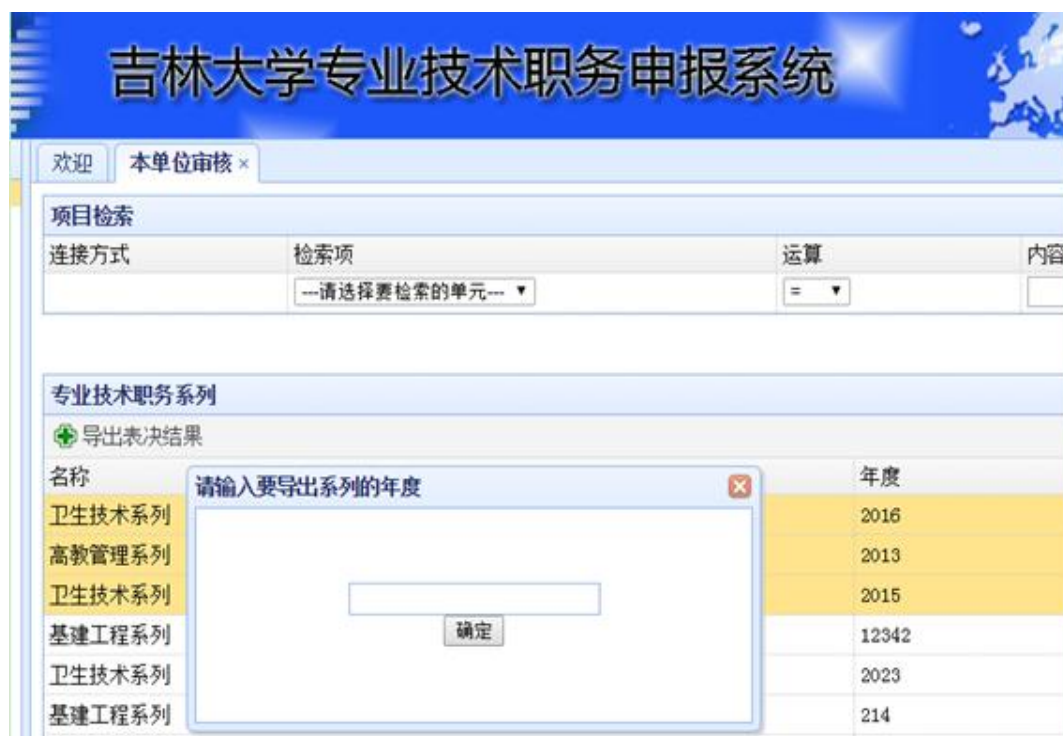 吉林大学专业技术职务申报系统
欢迎 本单位审核 ×
项目检索
连接方式 检索项 运算 内容
---请选择要检索的单元--- =
专业技术职务系列
导出表决结果
名称 年度
请输入要导出系列的年度
卫生技术系列 2016
高教管理系列 2013
卫生技术系列 2015
基建工程系列 12342
确定
卫生技术系列 2023
基建工程系列 214